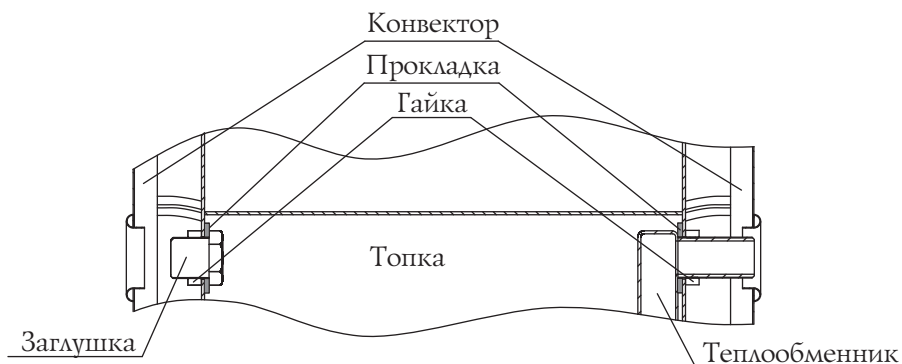 Конвектор
Прокладка
Гайка
Топка
Заглушка
Теплообменник